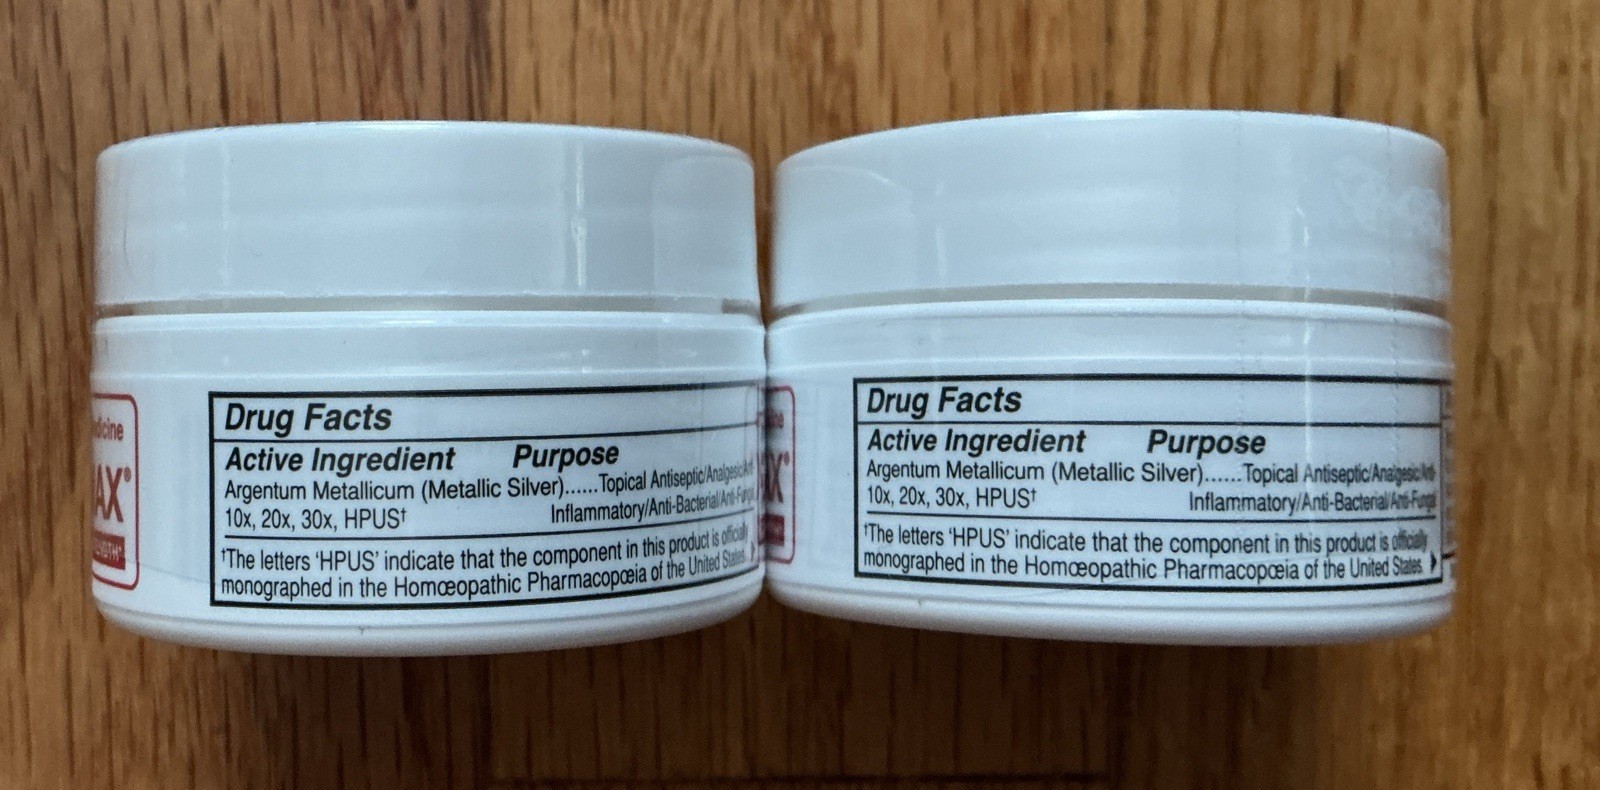 Drug Facts
Active Ingredient Purpose
Argentum Metallicum (Metallic Silver)......Topical Antiseptic/Analgesic/Anti-
10x, 20x, 30x, HPUS† Inflammatory/Anti-Bacterial/Anti-Fungal
†The letters 'HPUS' indicate that the component in this product is officially
monographed in the Homœopathic Pharmacopœia of the United States.
AX®
Drug Facts
Active Ingredient Purpose
Argentum Metallicum (Metallic Silver)......Topical Antiseptic/Analgesic/Anti-
10x, 20x, 30x, HPUS† Inflammatory/Anti-Bacterial/Anti-Fungal
†The letters 'HPUS' indicate that the component in this product is officially
monographed in the Homœopathic Pharmacopœia of the United States.